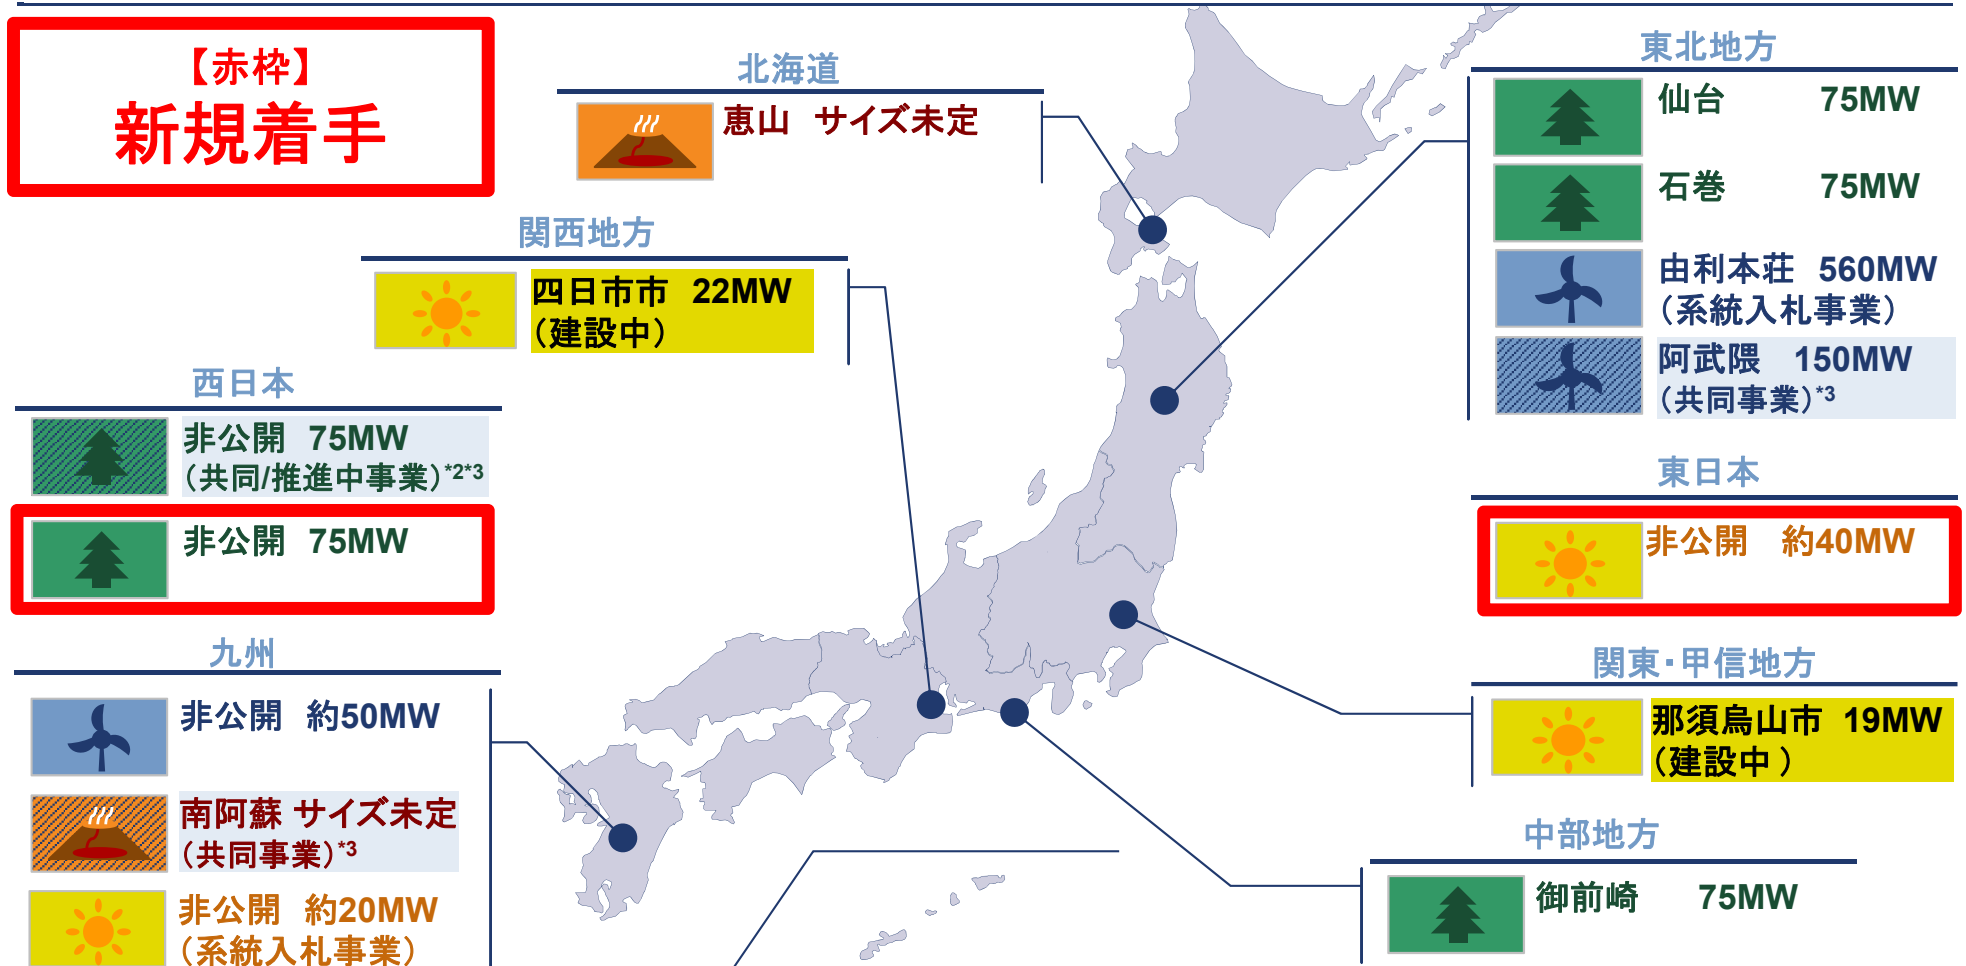 【赤枠】
新規着手
北海道
恵山 サイズ未定
東北地方
仙台 75MW
石巻 75MW
由利本荘 560MW
(系統入札事業)
阿武隈 150MW
(共同事業)*3
関西地方
四日市市 22MW
(建設中)
西日本
非公開 75MW
(共同/推進中事業)*2*3
非公開 75MW
東日本
非公開 約40MW
九州
非公開 約50MW
南阿蘇 サイズ未定
(共同事業)*3
非公開 約20MW
(系統入札事業)
関東・甲信地方
那須烏山市 19MW
(建設中)
中部地方
御前崎 75MW